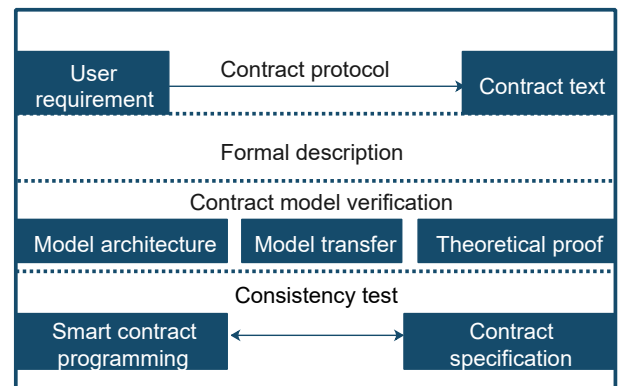 User
requirement
Contract protocol
Contract text
Formal description
Contract model verification
Model architecture
Model transfer
Theoretical proof
Consistency test
Smart contract
programming
Contract
specification